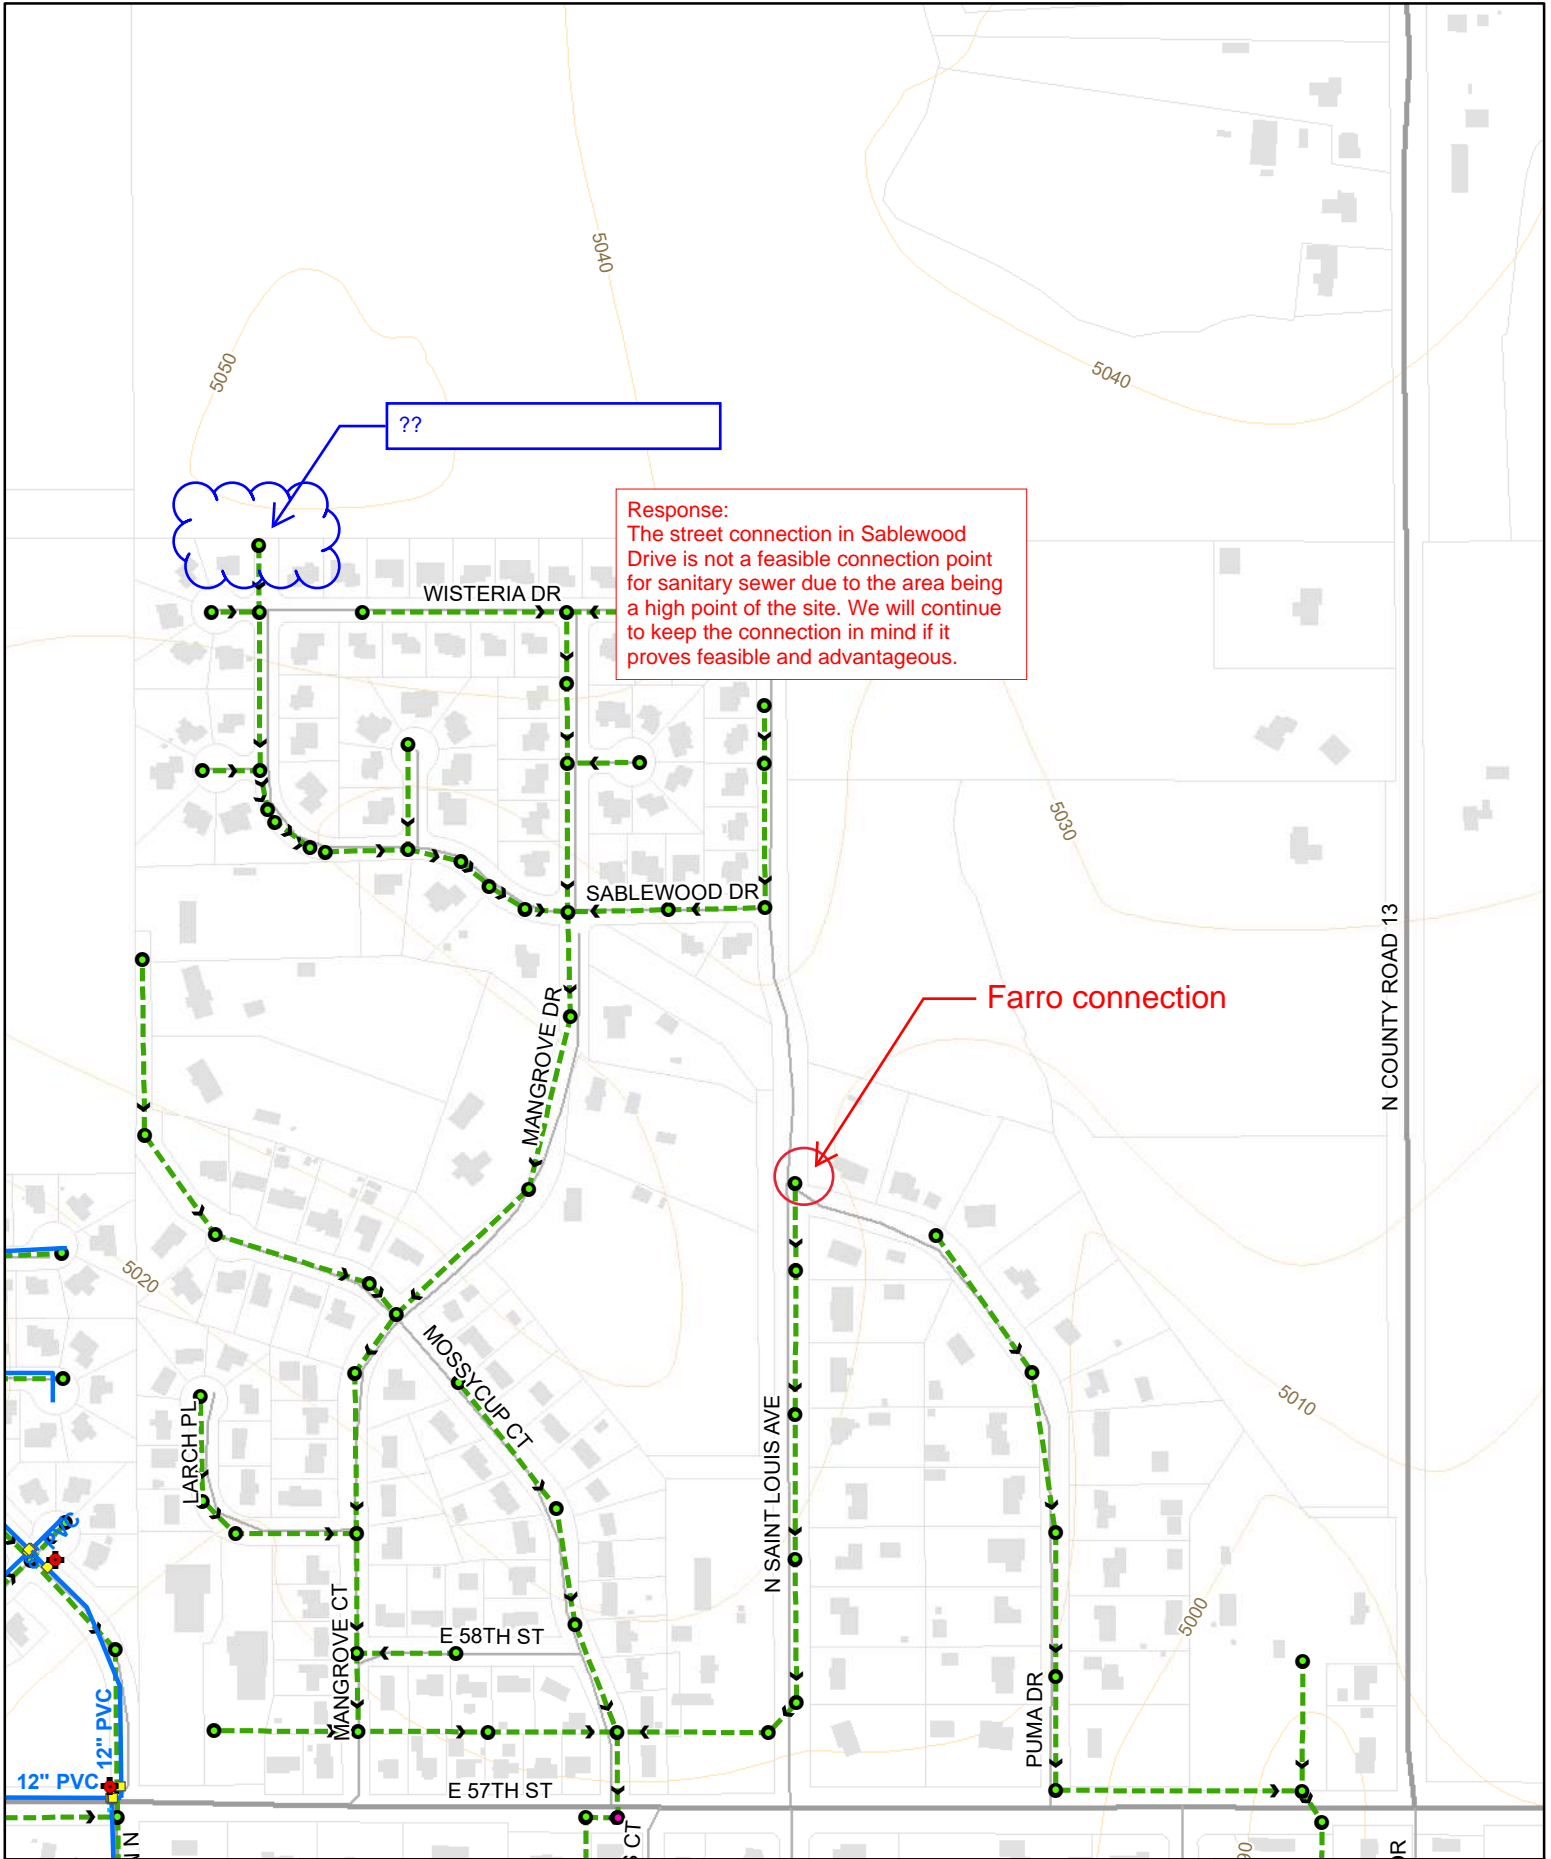 5040
5050
5040
??
Response:
The street connection in Sablewood
Drive is not a feasible connection point
for sanitary sewer due to the area being
a high point of the site. We will continue
to keep the connection in mind if it
proves feasible and advantageous.
WISTERIA DR
5030
SABLEWOOD DR
N COUNTY ROAD 13
Farro connection
MANGROVE DR
5020
MOSSYCUP CT
5010
LARCH PL
N SAINT LOUIS AVE
MANGROVE CT
E 58TH ST
5000
PUMA DR
12" PVC
12" PVC
E 57TH ST